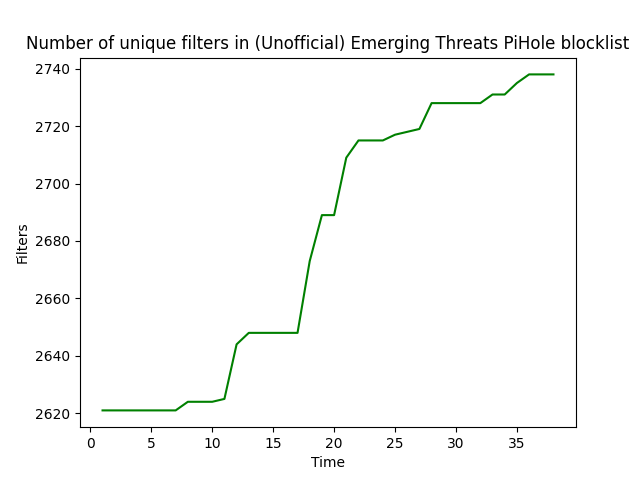 Number of unique filters in (Unofficial) Emerging Threats PiHole blocklist
2740
2720
2700
2680
2660
2640
2620
Filters
0 5 10 15 20 25 30 35
Time